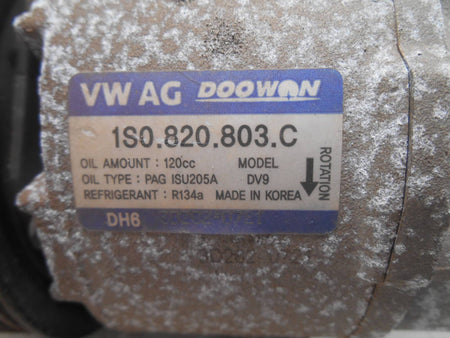 VW AG DOOWON
1S0.820.803.C
OIL AMOUNT : 120cc MODEL
OIL TYPE : PAG ISU205A DV9
REFRIGERANT : R134a MADE IN KOREA
ROTATION
DH6